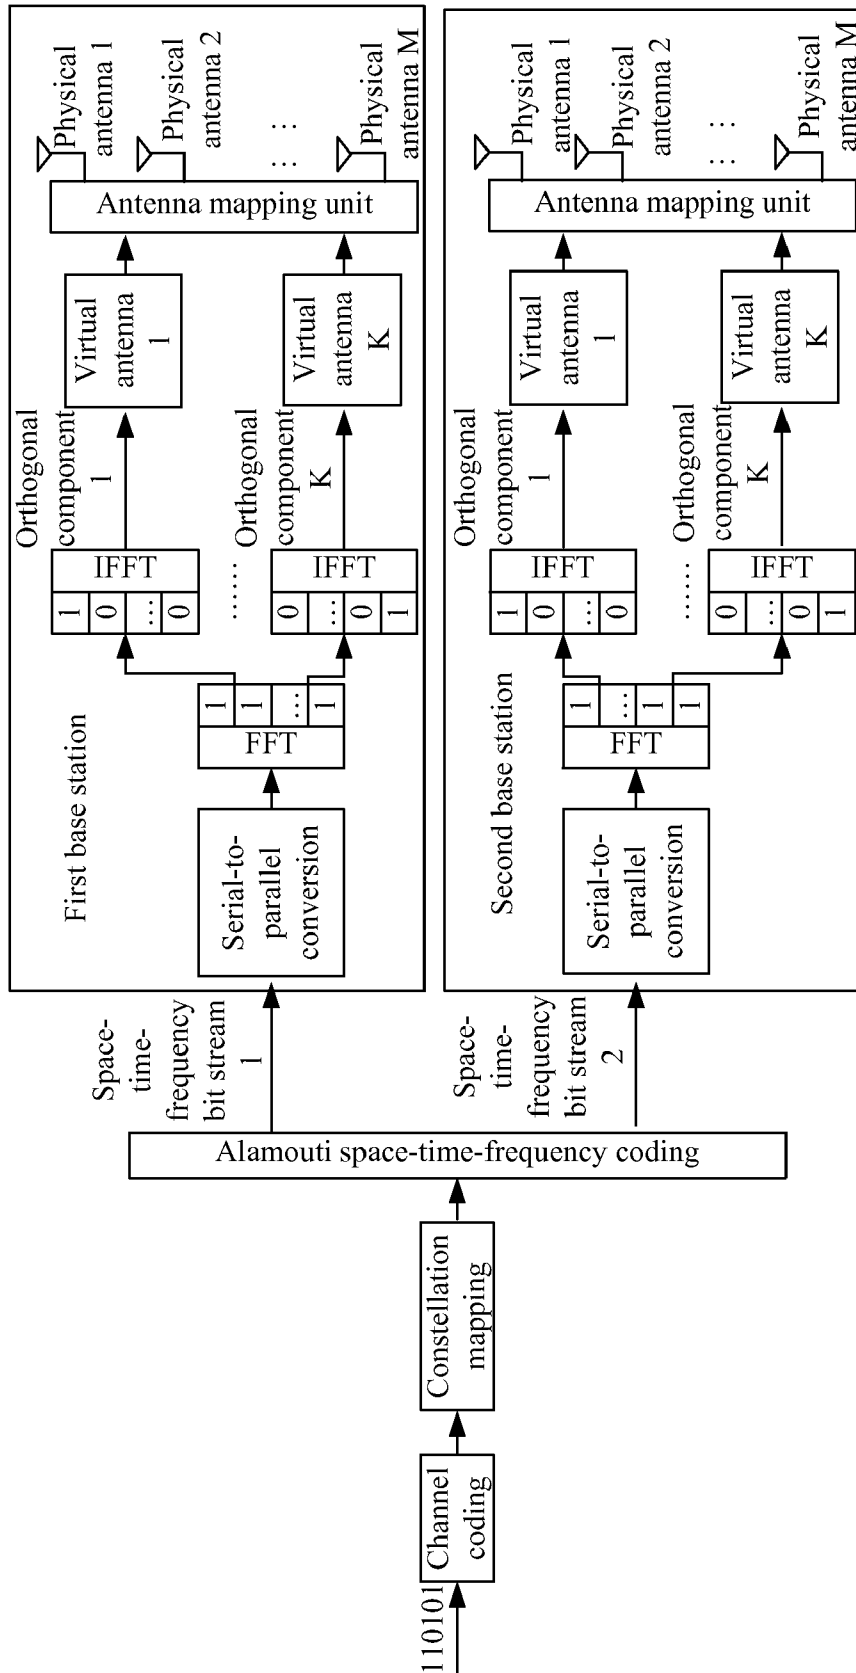 110101
Channel
coding
Constellation
mapping
Alamouti space-time-frequency coding
Space-
time-
frequency
bit stream
1
First base station
Serial-to-
parallel
conversion
FFT
1
1
...
1
1
0
...
0
IFFT
......
0
...
0
1
IFFT
Orthogonal
component
1
Orthogonal
component
K
Virtual
antenna
1
Virtual
antenna
K
Antenna mapping unit
Physical
antenna 1
Physical
antenna 2
...
...
Physical
antenna M
Space-
time-
frequency
bit stream
2
Second base station
Serial-to-
parallel
conversion
FFT
1
...
1
1
1
0
...
0
IFFT
......
0
...
0
1
IFFT
Orthogonal
component
1
Orthogonal
component
K
Virtual
antenna
1
Virtual
antenna
K
Antenna mapping unit
Physical
antenna 1
Physical
antenna 2
...
...
Physical
antenna M